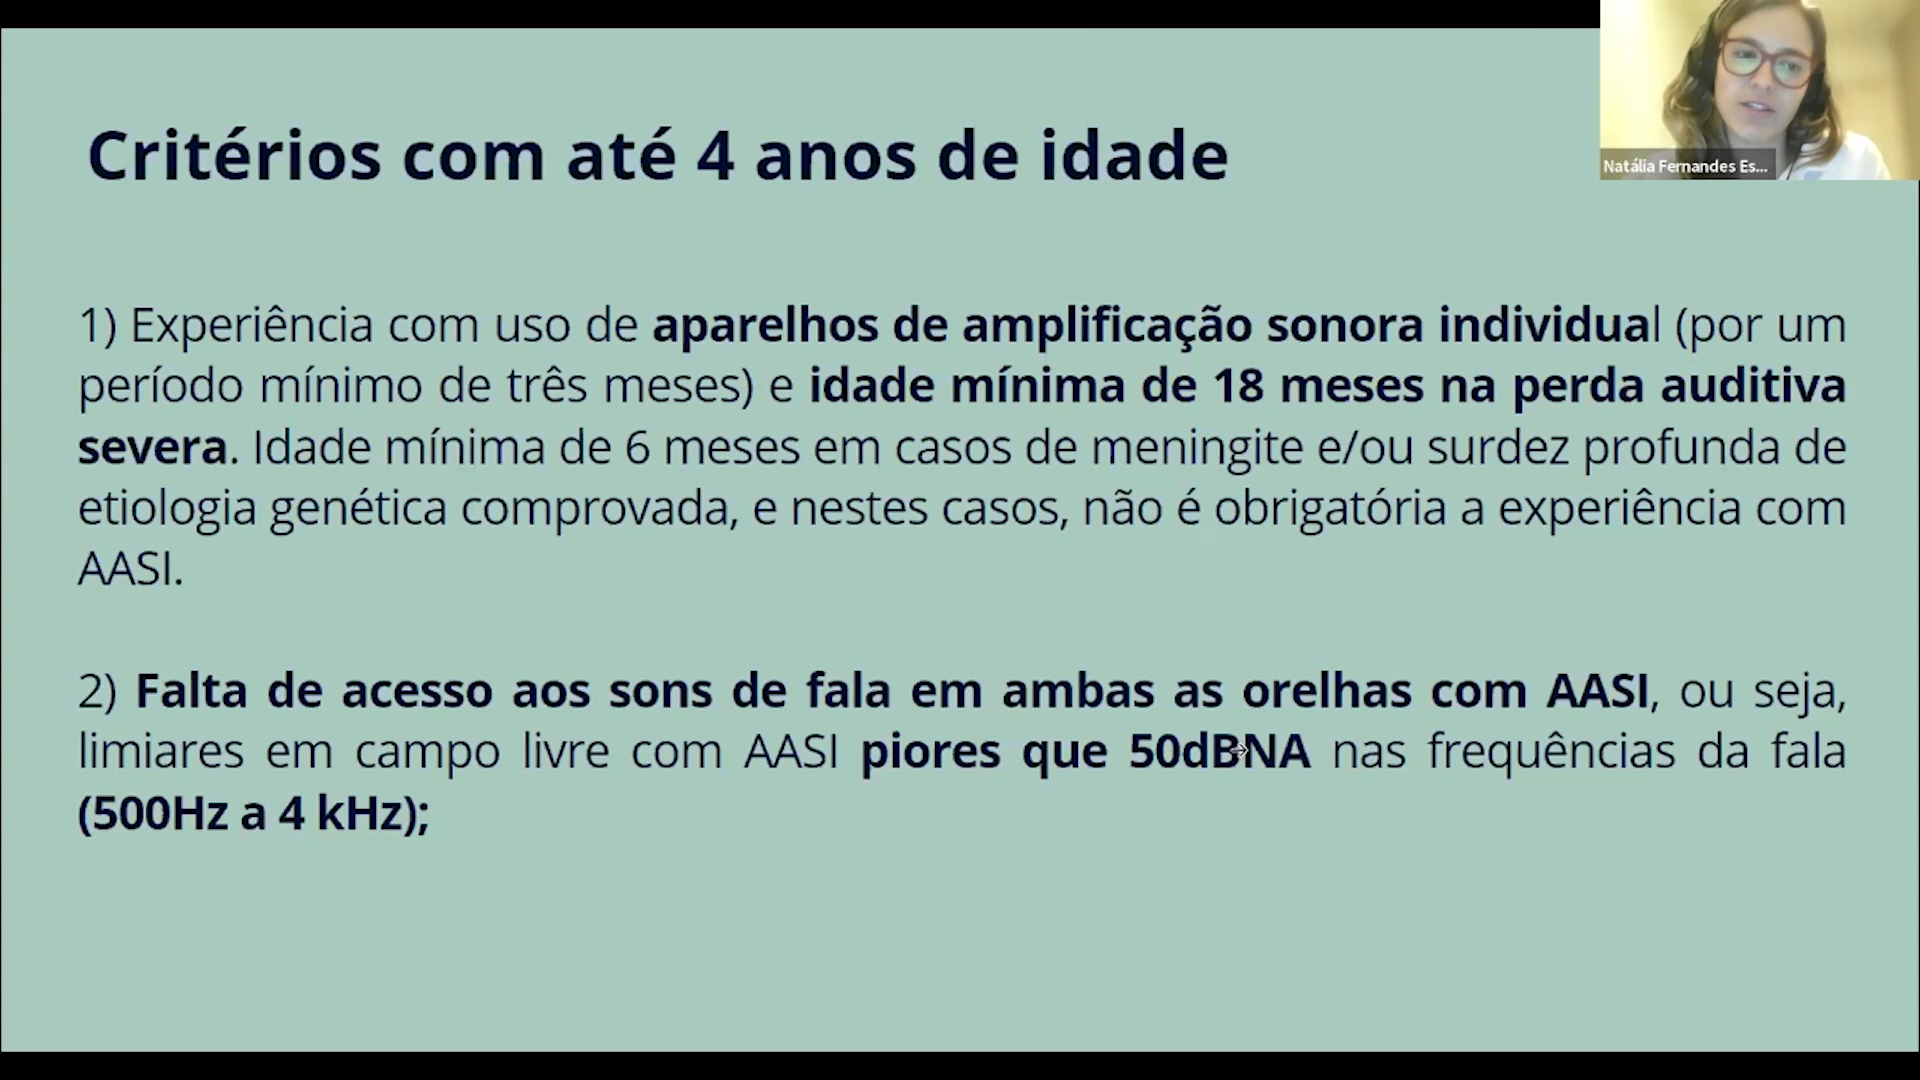 Natália Fernandes Es...
Critérios com até 4 anos de idade
1) Experiência com uso de aparelhos de amplificação sonora individual (por um
período mínimo de três meses) e idade mínima de 18 meses na perda auditiva
severa. Idade mínima de 6 meses em casos de meningite e/ou surdez profunda de
etiologia genética comprovada, e nestes casos, não é obrigatória a experiência com
AASI.
2) Falta de acesso aos sons de fala em ambas as orelhas com AASI, ou seja,
limiares em campo livre com AASI piores que 50dBNA nas frequências da fala
(500Hz a 4 kHz);